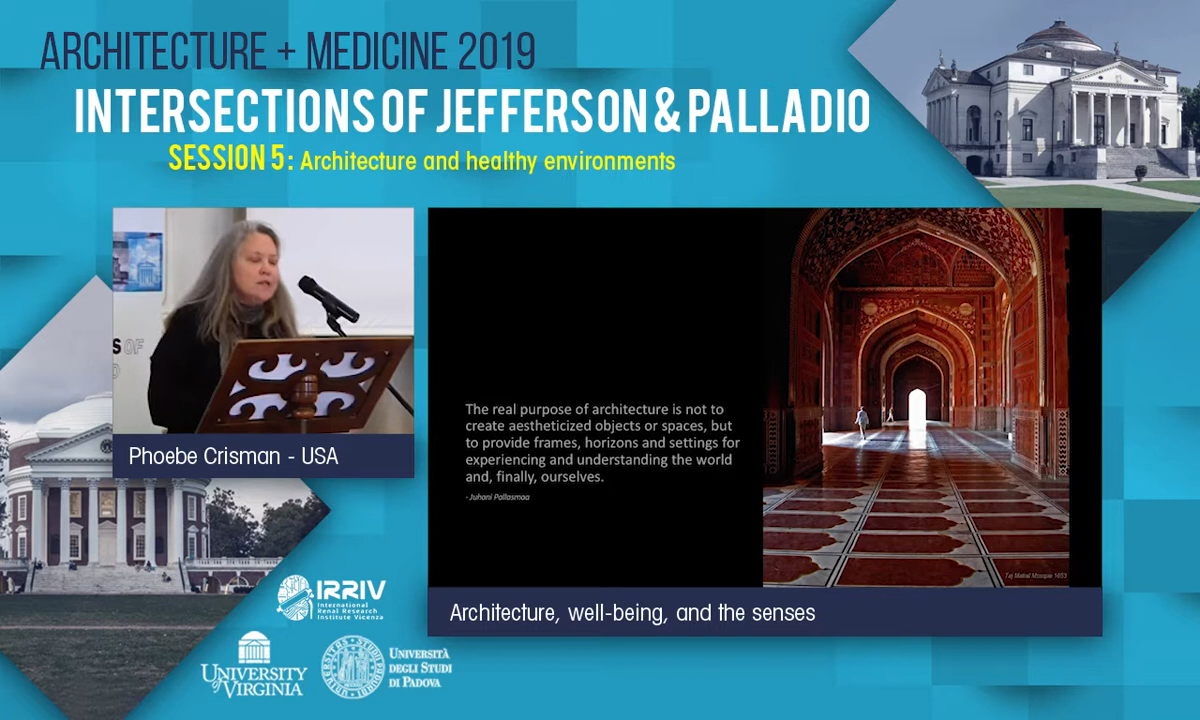 ARCHITECTURE + MEDICINE 2019
INTERSECTIONS OF JEFFERSON & PALLADIO
SESSION 5: Architecture and healthy environments
S OF
Phoebe Crisman - USA
The real purpose of architecture is not to
create aestheticized objects or spaces, but
to provide frames, horizons and settings for
experiencing and understanding the world
and, finally, ourselves.
- Juhani Pallasmaa
Taj Mahal Mosque 1653
Architecture, well-being, and the senses
IRRIV
International
Renal Research
Institute Vicenza
UNIVERSITY
of VIRGINIA
UNIVERSITÀ
DEGLI STUDI
DI PADOVA